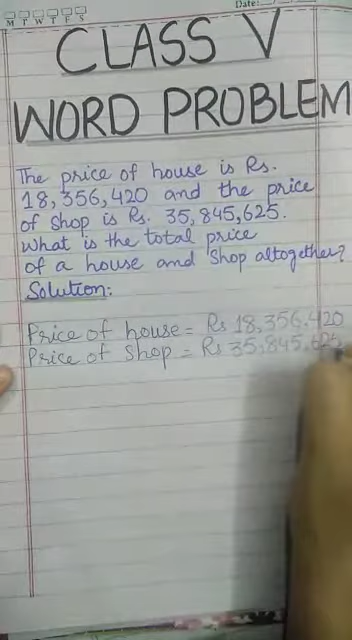 M T W T F S
Date:
CLASS V
WORD PROBLEM
The price of house is Rs.
18,356,420 and the price
of shop is Rs. 35,845,625.
What is the total price
of a house and shop altogether?
Solution:
Price of house = Rs 18,356,420
Price of shop = Rs 35,845,625